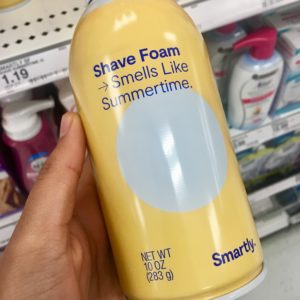 Shave Foam
→ Smells Like
Summertime.
NET WT
10 OZ
(283 g)
Smartly.
1.19